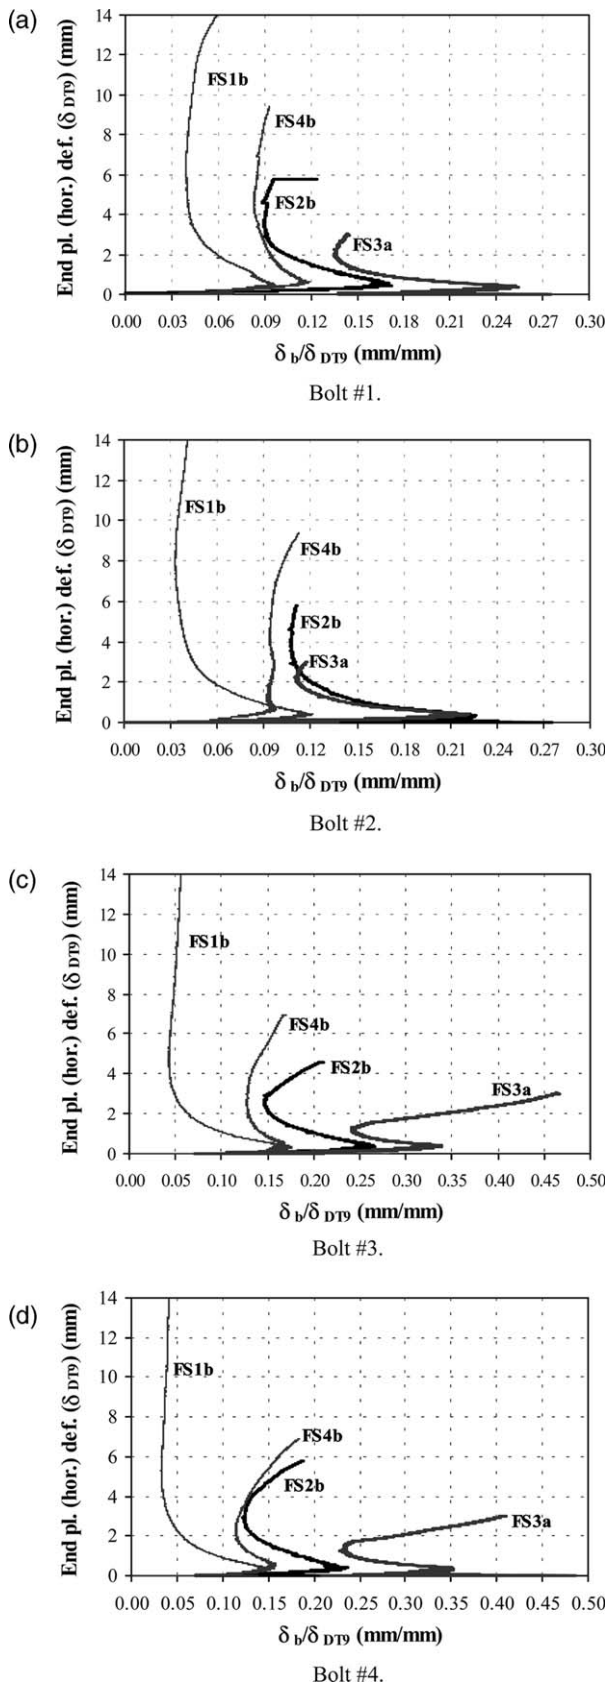 (a)
End pl. (hor.) def. (δ DT9) (mm)
14
12
10
8
6
4
2
0
FS1b
FS4b
FS2b
FS3a
0.00 0.03 0.06 0.09 0.12 0.15 0.18 0.21 0.24 0.27 0.30
δ b/δ DT9 (mm/mm)
Bolt #1.
(b)
End pl. (hor.) def. (δ DT9) (mm)
14
12
10
8
6
4
2
0
FS1b
FS4b
FS2b
FS3a
0.00 0.03 0.06 0.09 0.12 0.15 0.18 0.21 0.24 0.27 0.30
δ b/δ DT9 (mm/mm)
Bolt #2.
(c)
End pl. (hor.) def. (δ DT9) (mm)
14
12
10
8
6
4
2
0
FS1b
FS4b
FS2b
FS3a
0.00 0.05 0.10 0.15 0.20 0.25 0.30 0.35 0.40 0.45 0.50
δ b/δ DT9 (mm/mm)
Bolt #3.
(d)
End pl. (hor.) def. (δ DT9) (mm)
14
12
10
8
6
4
2
0
FS1b
FS4b
FS2b
FS3a
0.00 0.05 0.10 0.15 0.20 0.25 0.30 0.35 0.40 0.45 0.50
δ b/δ DT9 (mm/mm)
Bolt #4.